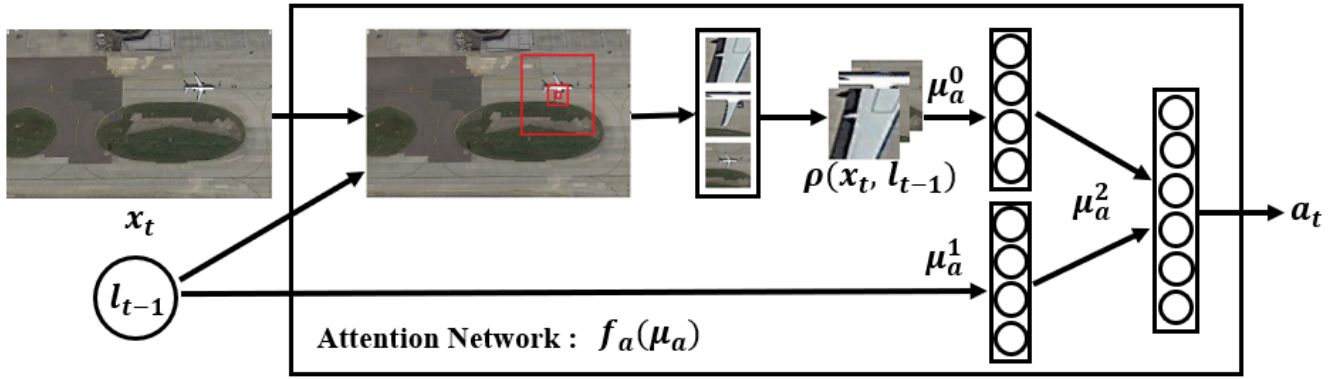 x_t
l_{t-1}
ρ(x_t, l_{t-1})
μ_a^0
μ_a^1
μ_a^2
a_t
Attention Network : f_a(μ_a)